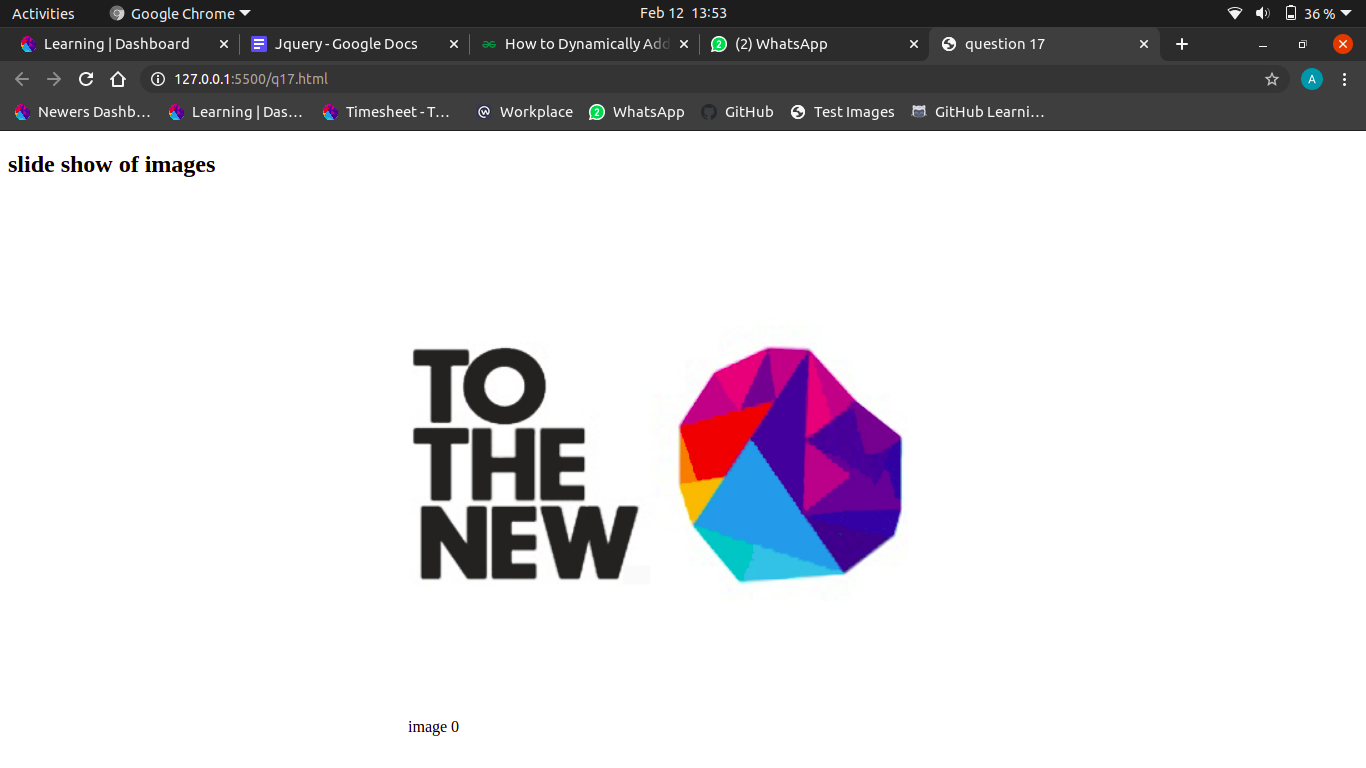 Activities Google Chrome Feb 12 13:53 36 %
Learning | Dashboard Jquery - Google Docs How to Dynamically Add (2) WhatsApp question 17
127.0.0.1:5500/q17.html A
Newers Dashb… Learning | Das… Timesheet - T… Workplace 2 WhatsApp GitHub Test Images GitHub Learni…
slide show of images
TO
THE
NEW
image 0